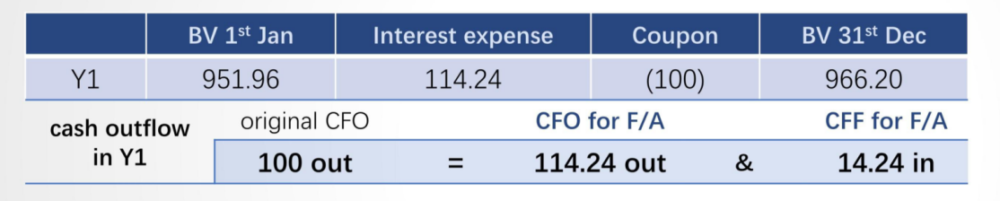 BV 1st Jan Interest expense Coupon BV 31st Dec
Y1 951.96 114.24 (100) 966.20
cash outflow in Y1
original CFO CFO for F/A CFF for F/A
100 out = 114.24 out & 14.24 in